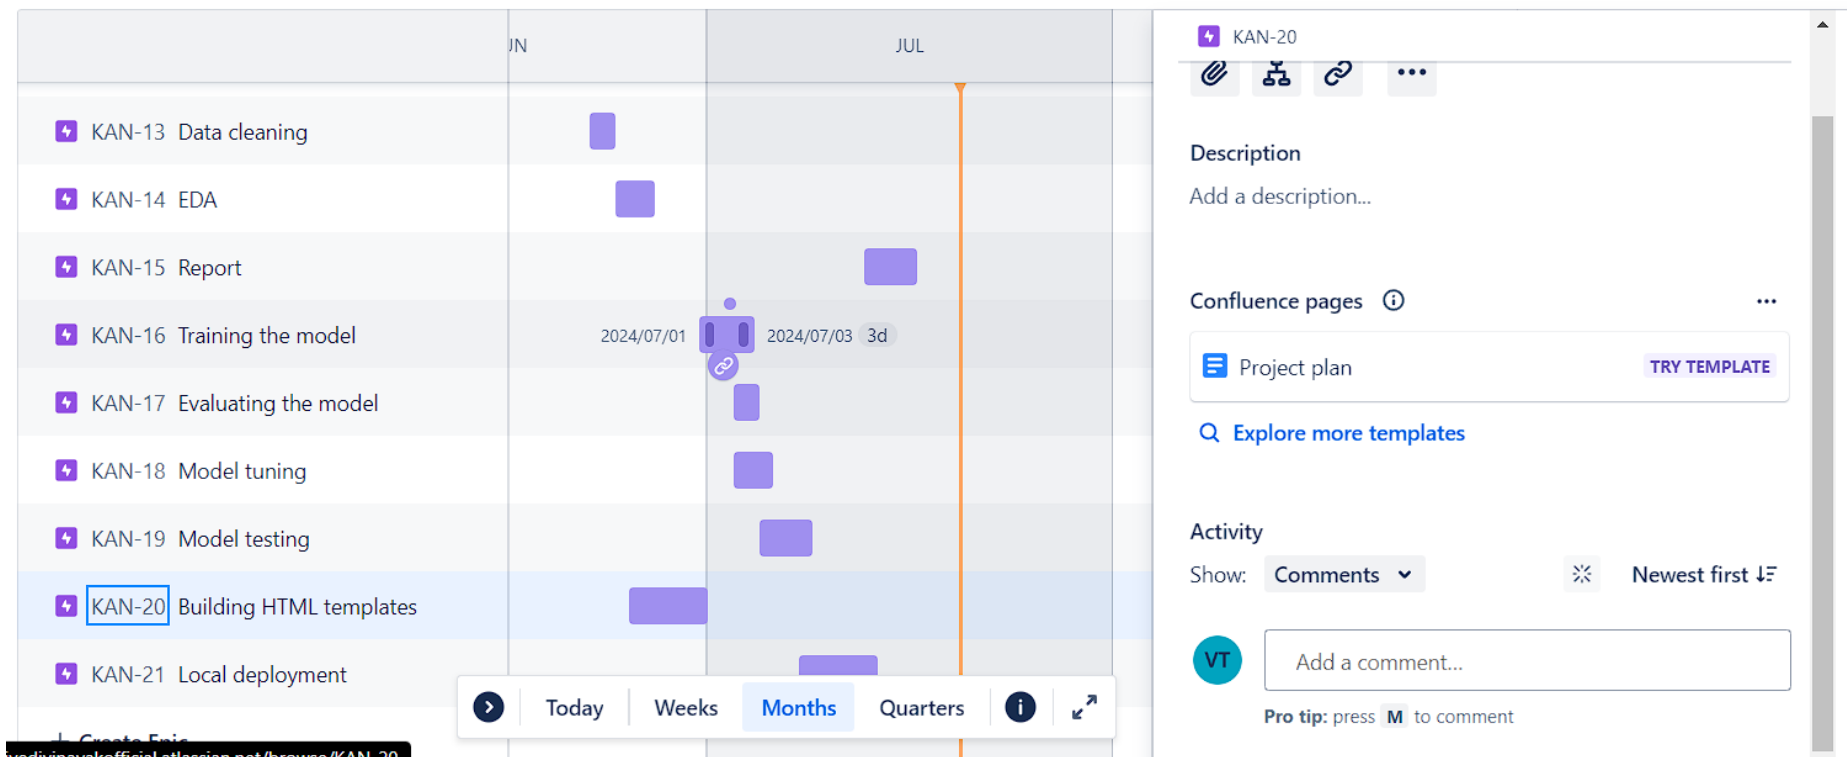 JUN
JUL
KAN-13 Data cleaning
KAN-14 EDA
KAN-15 Report
KAN-16 Training the model
2024/07/01
2024/07/03 3d
KAN-17 Evaluating the model
KAN-18 Model tuning
KAN-19 Model testing
KAN-20 Building HTML templates
KAN-21 Local deployment
Create Epic
Today
Weeks
Months
Quarters
KAN-20
Description
Add a description...
Confluence pages
Project plan TRY TEMPLATE
Explore more templates
Activity
Show: Comments Newest first
VT Add a comment...
Pro tip: press M to comment